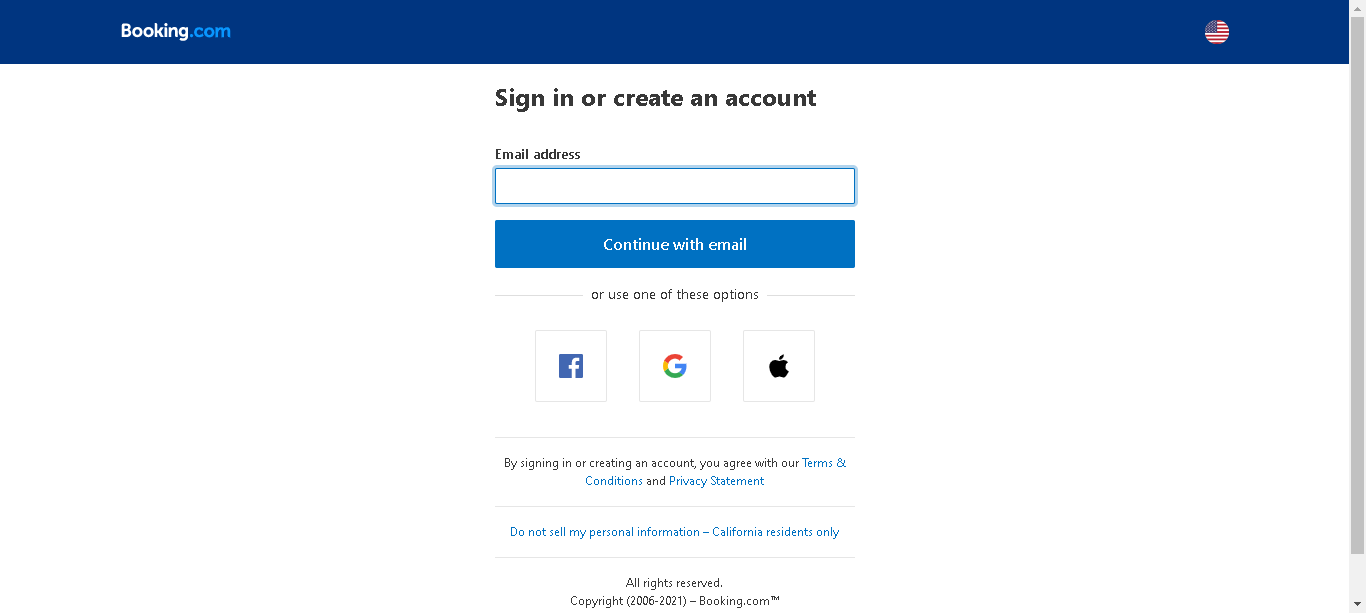 Booking.com
Sign in or create an account
Email address
Continue with email
or use one of these options
By signing in or creating an account, you agree with our Terms &
Conditions and Privacy Statement
Do not sell my personal information – California residents only
All rights reserved.
Copyright (2006-2021) – Booking.com™